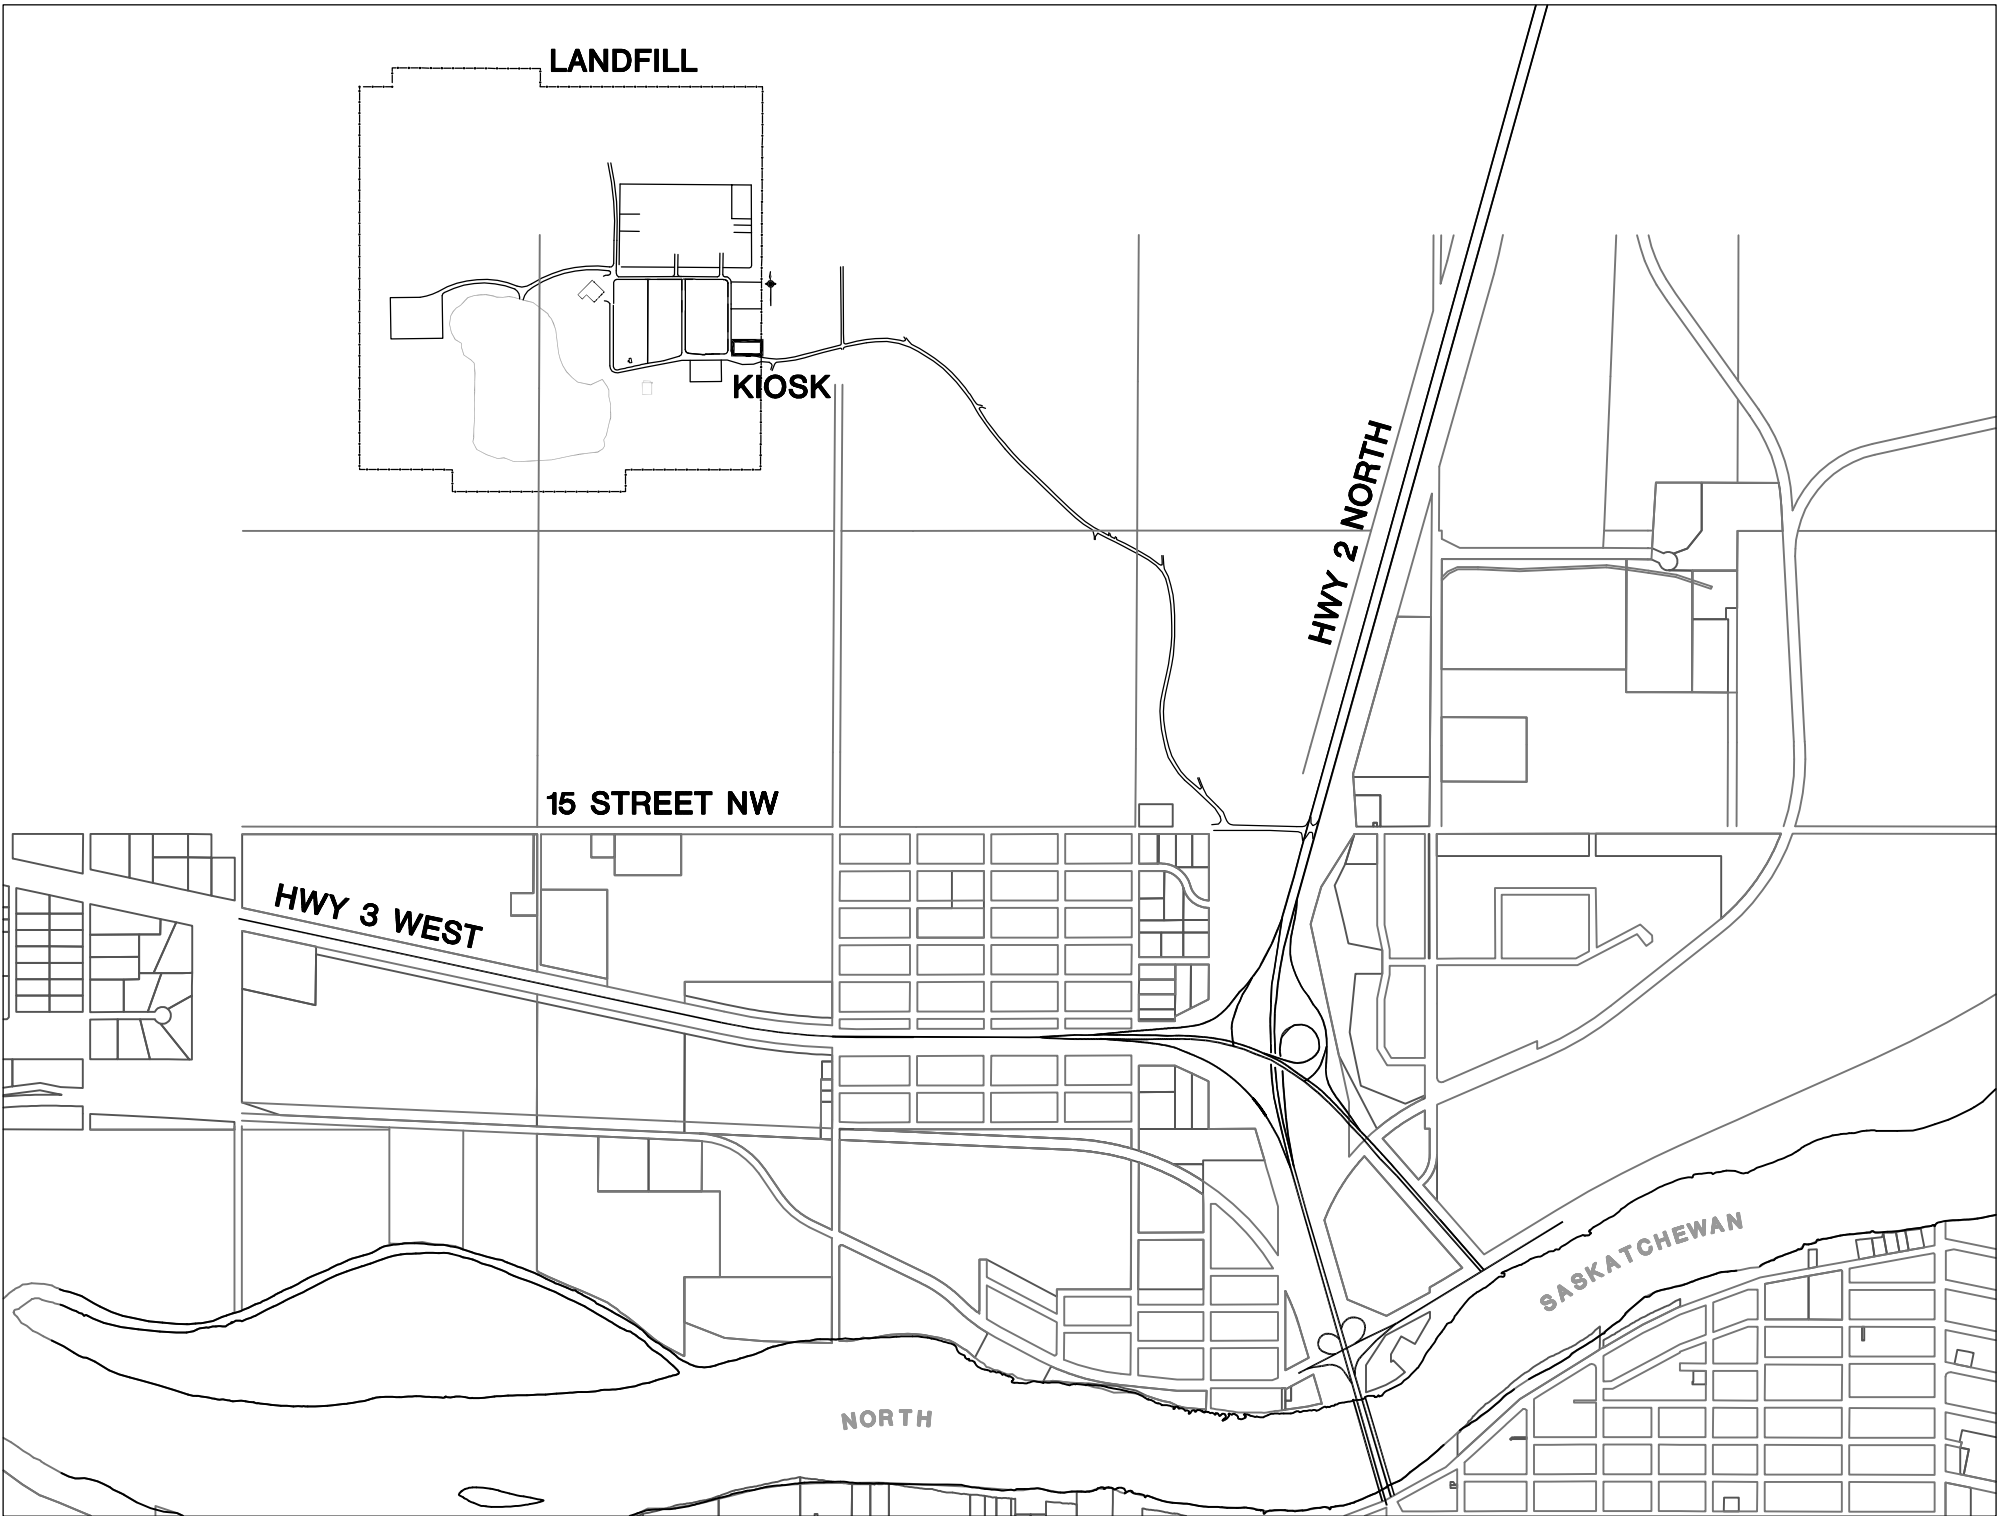 LANDFILL
KIOSK
HWY 2 NORTH
15 STREET NW
HWY 3 WEST
SASKATCHEWAN
NORTH